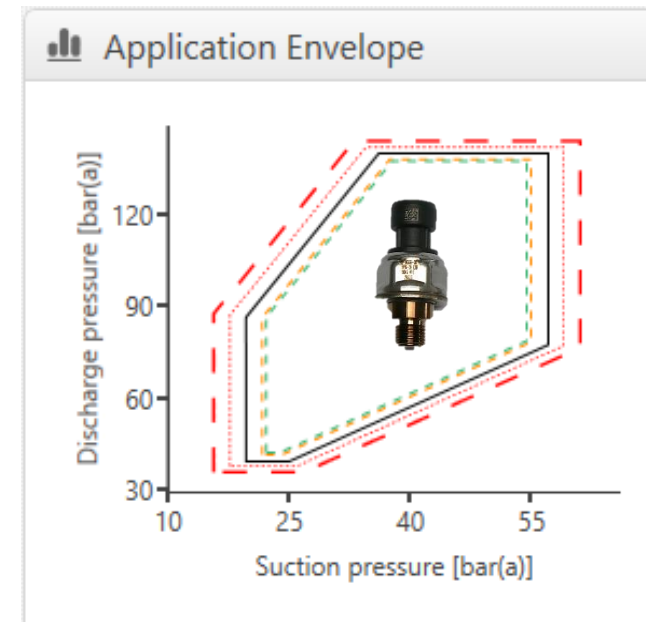 Application Envelope
Discharge pressure [bar(a)]
120
90
60
30
10 25 40 55
Suction pressure [bar(a)]